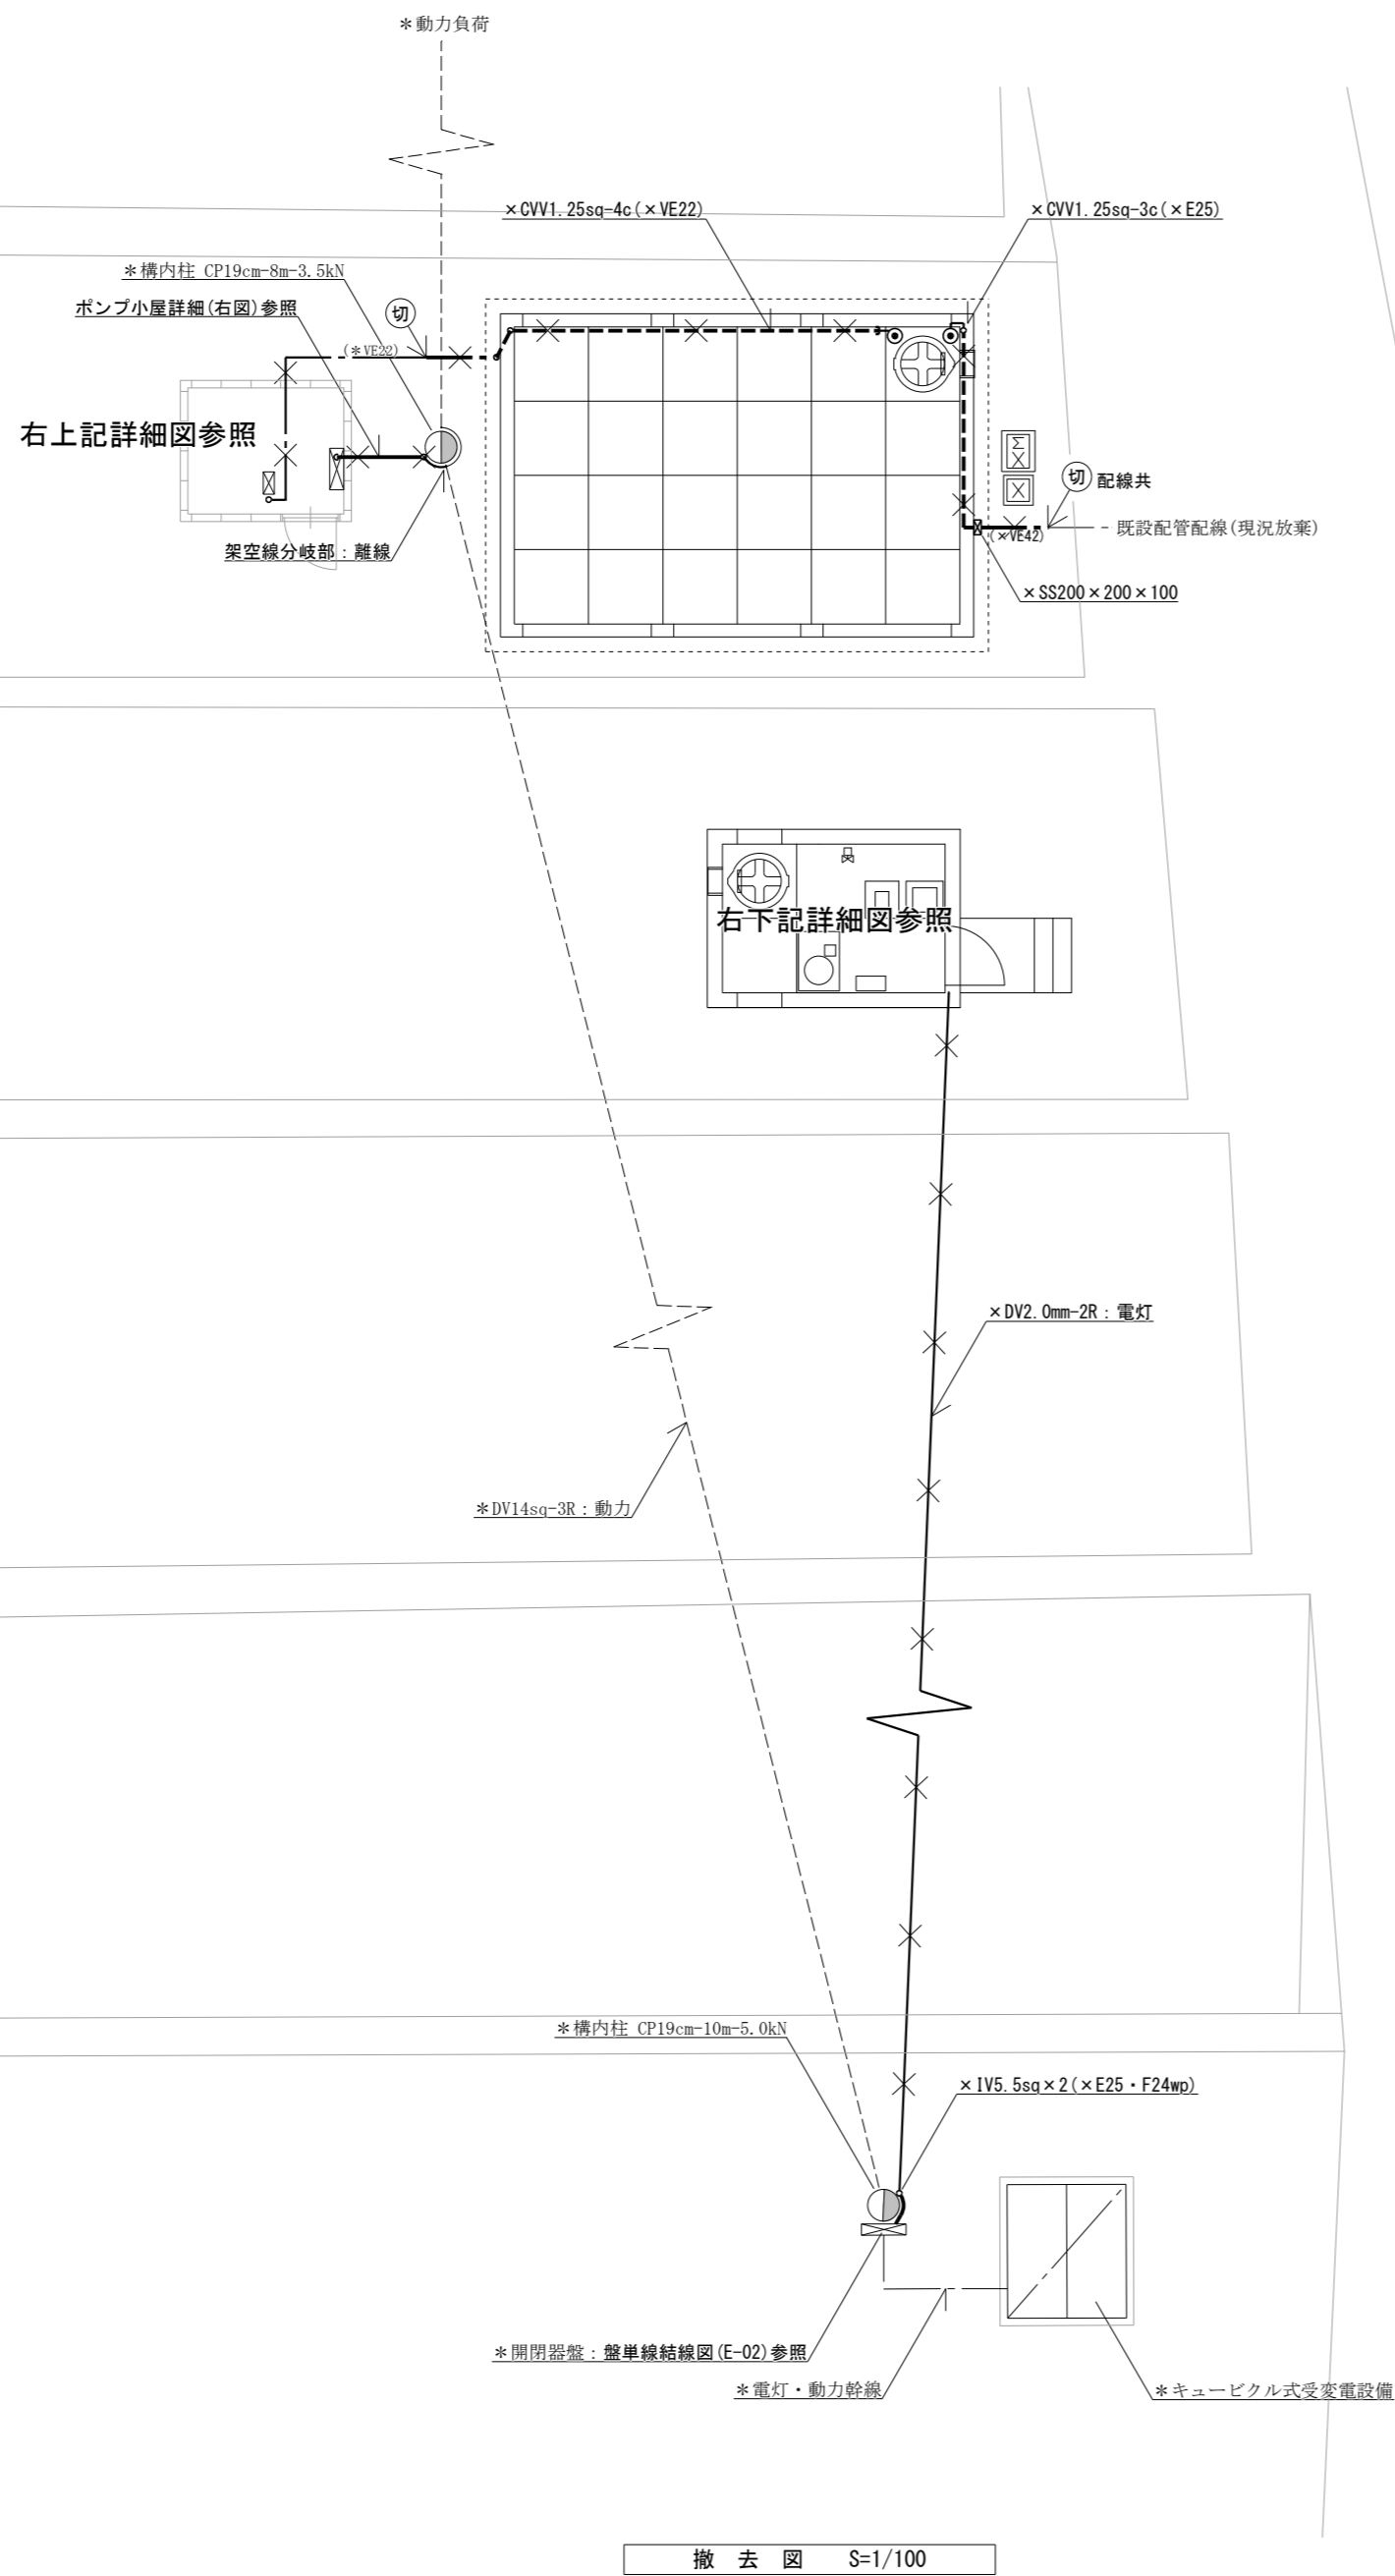 ＊動力負荷
×CVV1.25sq-4c(×VE22)
×CVV1.25sq-3c(×E25)
＊構内柱 CP19cm-8m-3.5kN
ポンプ小屋詳細(右図)参照
切
(＊VE22)
右上記詳細図参照
切 配線共
既設配管配線(現況放棄)
(×VE42)
架空線分岐部：離線
×SS200×200×100
右下記詳細図参照
×DV2.0mm-2R：電灯
＊DV14sq-3R：動力
＊構内柱 CP19cm-10m-5.0kN
×IV5.5sq×2(×E25・F24wp)
＊開閉器盤：盤単線結線図(E-02)参照
＊電灯・動力幹線
＊キュービクル式受変電設備
撤 去 図 S=1/100